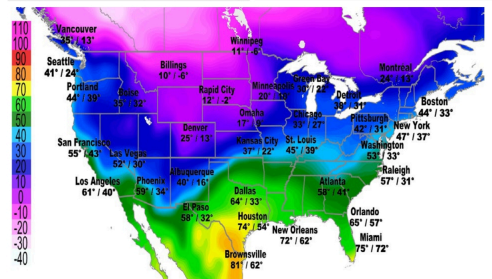 110
100
90
80
70
60
50
40
30
20
10
0
-10
-20
-30
-40
Vancouver
35° / 13°
Seattle
41° / 24°
Portland
44° / 39°
Boise
35° / 32°
Billings
10° / -6°
Winnipeg
11° / -6°
Rapid City
12° / -2°
Minneapolis
Green Bay
Montreal
24° / 13°
Boston
44° / 33°
Detroit
38° / 31°
Omaha
Chicago
33° / 27°
Pittsburgh
42° / 31°
New York
47° / 37°
Denver
25° / 13°
Kansas City
37° / 22°
St. Louis
45° / 39°
Washington
53° / 33°
San Francisco
55° / 43°
Las Vegas
52° / 30°
Albuquerque
40° / 16°
Raleigh
57° / 31°
Los Angeles
61° / 40°
Phoenix
59° / 34°
El Paso
58° / 32°
Dallas
64° / 33°
Atlanta
58° / 41°
Houston
74° / 54°
New Orleans
72° / 62°
Orlando
65° / 57°
Miami
75° / 72°
Brownsville
81° / 62°